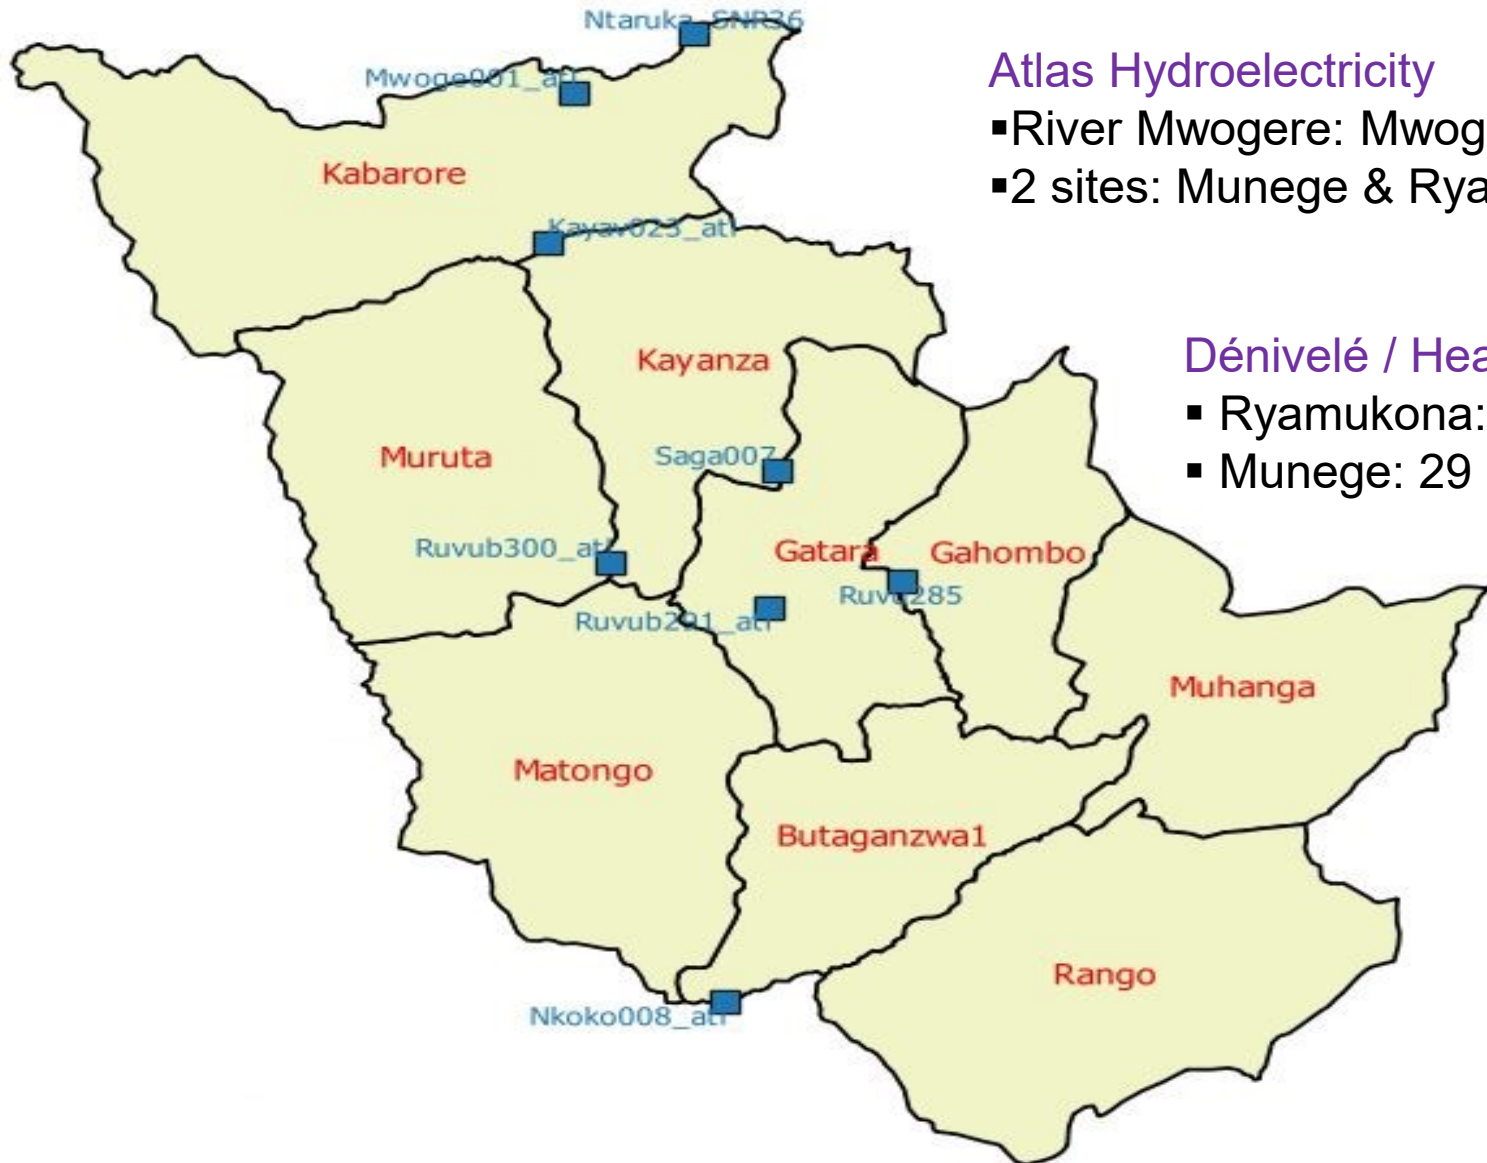 Ntaruka_SNR36
Atlas Hydroelectricity
Mwoge001_atl
▪River Mwogere: Mwog
Kabarore
▪2 sites: Munege & Rya
Kayav023_atl
Kayanza
Dénivelé / Hea
▪ Ryamukona:
Muruta
Saga007
▪ Munege: 29
Ruvub300_atl
Gatara
Gahombo
Ruvu285
Ruvub291_atl
Muhanga
Matongo
Butaganzwa1
Rango
Nkoko008_atl